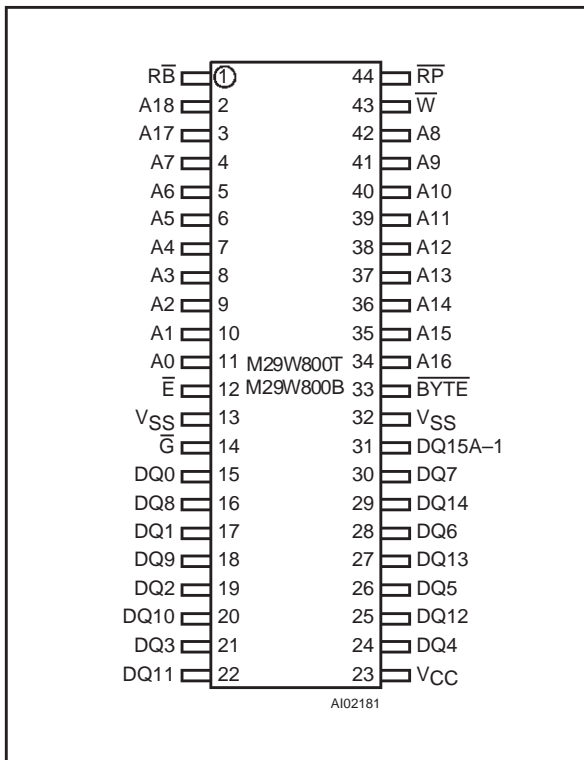 RB̅ 1 44 R̅P̅
A18 2 43 W̅
A17 3 42 A8
A7 4 41 A9
A6 5 40 A10
A5 6 39 A11
A4 7 38 A12
A3 8 37 A13
A2 9 36 A14
A1 10 35 A15
A0 11 M29W800T 34 A16
E̅ 12 M29W800B 33 B̅Y̅T̅E̅
VSS 13 32 VSS
G̅ 14 31 DQ15A–1
DQ0 15 30 DQ7
DQ8 16 29 DQ14
DQ1 17 28 DQ6
DQ9 18 27 DQ13
DQ2 19 26 DQ5
DQ10 20 25 DQ12
DQ3 21 24 DQ4
DQ11 22 23 VCC
AI02181